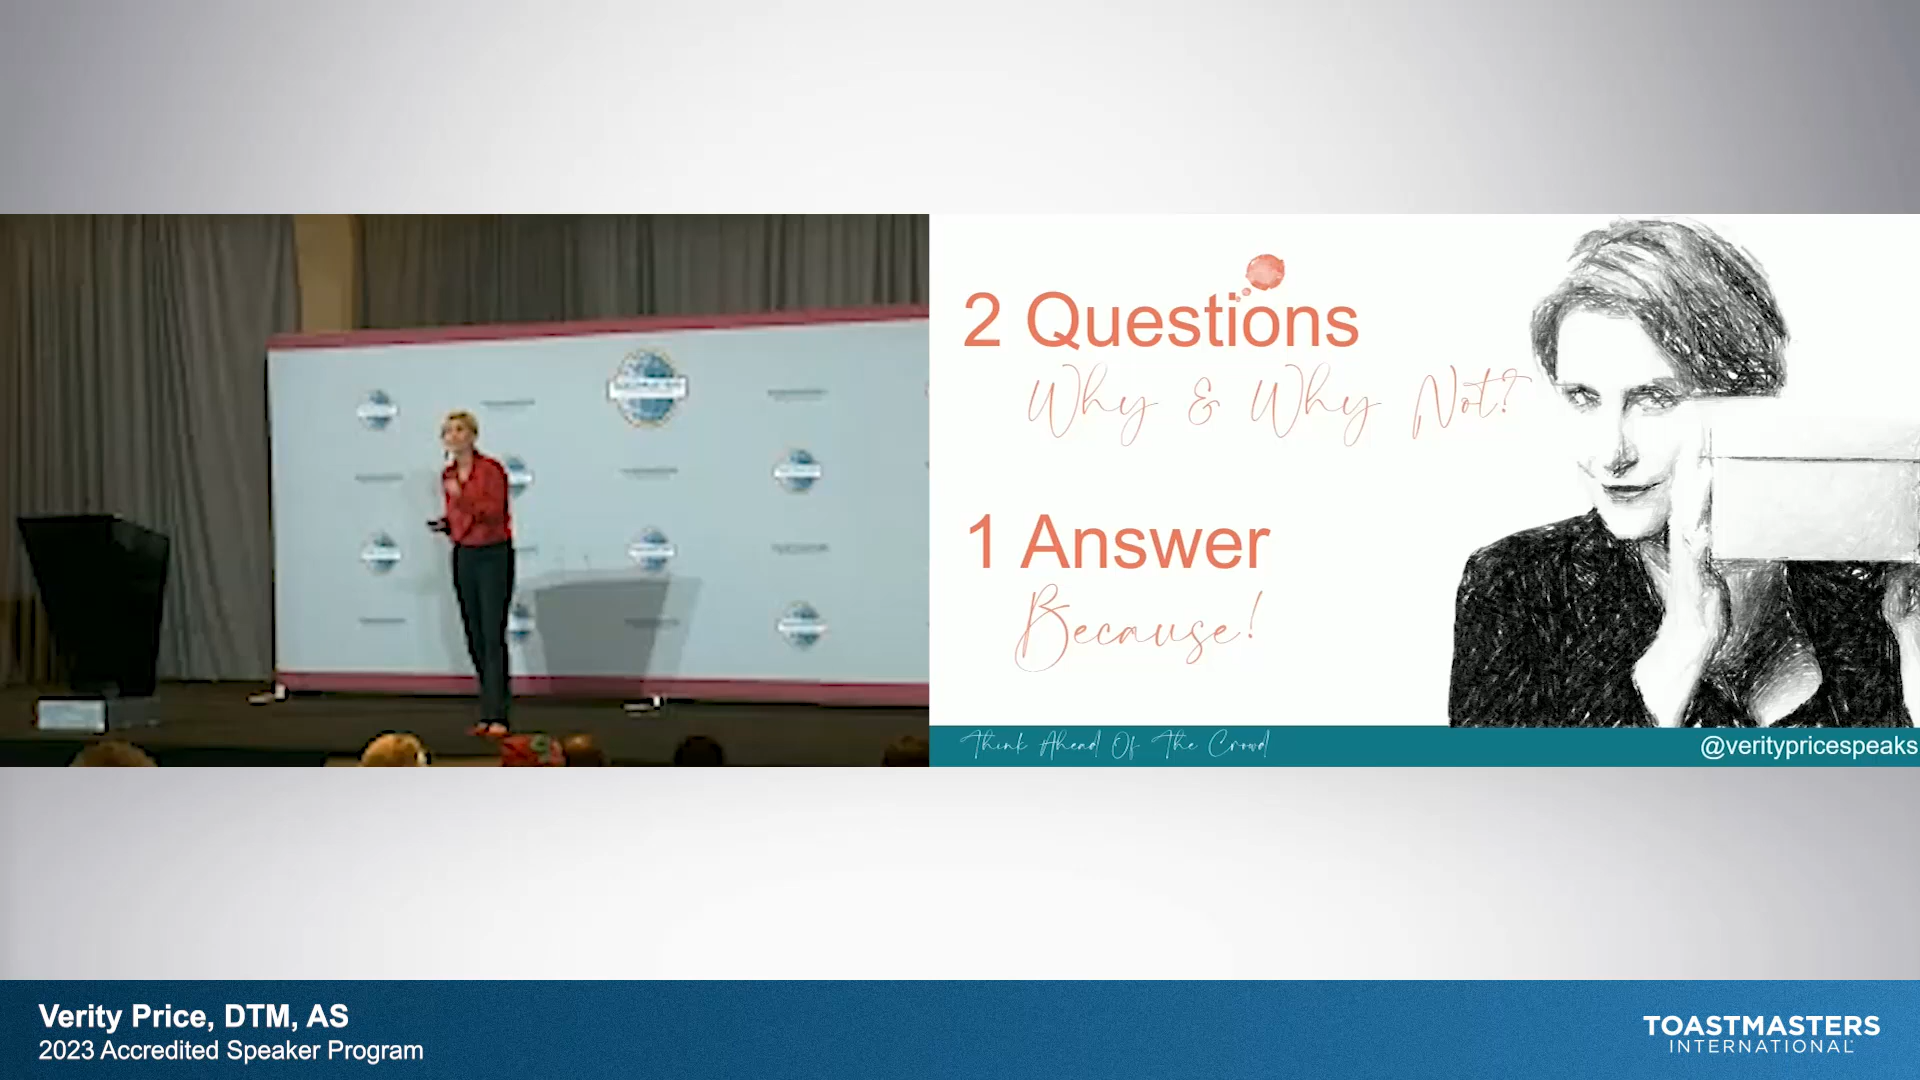 2 Questions
Why & Why Not?
1 Answer
Because!
Think Ahead Of The Crowd
@veritypricespeaks
Verity Price, DTM, AS
2023 Accredited Speaker Program
TOASTMASTERS
INTERNATIONAL